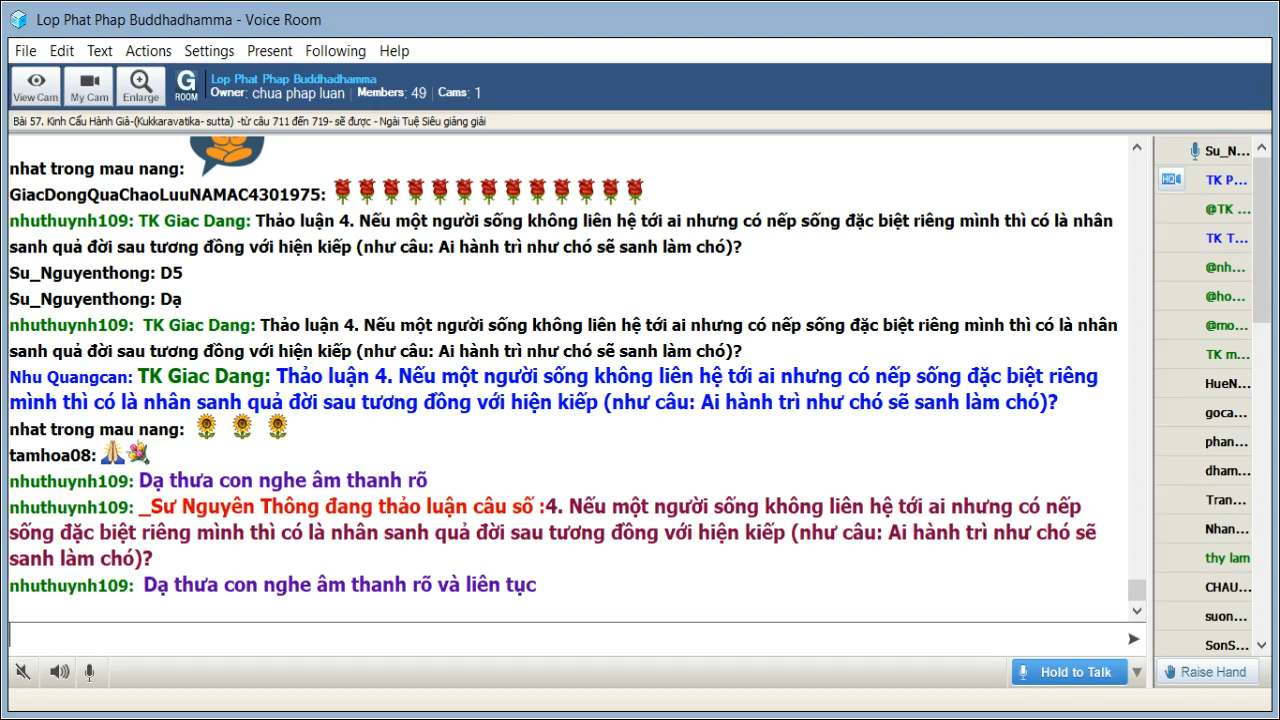 Lop Phat Phap Buddhadhamma - Voice Room
File Edit Text Actions Settings Present Following Help
View Cam My Cam Enlarge G ROOM
Lop Phat Phap Buddhadhamma
Owner: chua phap luan | Members: 49 | Cams: 1
Bài 57. Kinh Cẩu Hành Giả-(Kukkaravatika- sutta) -từ câu 711 đến 719- sẽ được - Ngài Tuệ Siêu giảng giải
nhat trong mau nang:
GiacDongQuaChaoLuuNAMAC4301975:
nhuthuynh109: TK Giac Dang: Thảo luận 4. Nếu một người sống không liên hệ tới ai nhưng có nếp sống đặc biệt riêng mình thì có là nhân
sanh quả đời sau tương đồng với hiện kiếp (như câu: Ai hành trì như chó sẽ sanh làm chó)?
Su_Nguyenthong: D5
Su_Nguyenthong: Dạ
nhuthuynh109: TK Giac Dang: Thảo luận 4. Nếu một người sống không liên hệ tới ai nhưng có nếp sống đặc biệt riêng mình thì có là nhân
sanh quả đời sau tương đồng với hiện kiếp (như câu: Ai hành trì như chó sẽ sanh làm chó)?
Nhu Quangcan: TK Giac Dang: Thảo luận 4. Nếu một người sống không liên hệ tới ai nhưng có nếp sống đặc biệt riêng
mình thì có là nhân sanh quả đời sau tương đồng với hiện kiếp (như câu: Ai hành trì như chó sẽ sanh làm chó)?
nhat trong mau nang:
tamhoa08:
nhuthuynh109: Dạ thưa con nghe âm thanh rõ
nhuthuynh109: _Sư Nguyên Thông đang thảo luận câu số :4. Nếu một người sống không liên hệ tới ai nhưng có nếp
sống đặc biệt riêng mình thì có là nhân sanh quả đời sau tương đồng với hiện kiếp (như câu: Ai hành trì như chó sẽ
sanh làm chó)?
nhuthuynh109: Dạ thưa con nghe âm thanh rõ và liên tục
Su_N...
HQ TK P...
@TK ...
TK T...
@nh...
@ho...
@mo...
TK m...
HueN...
goca...
phan...
dham...
Tran...
Nhan...
thy lam
CHAU...
suon...
SonS...
Hold to Talk
Raise Hand